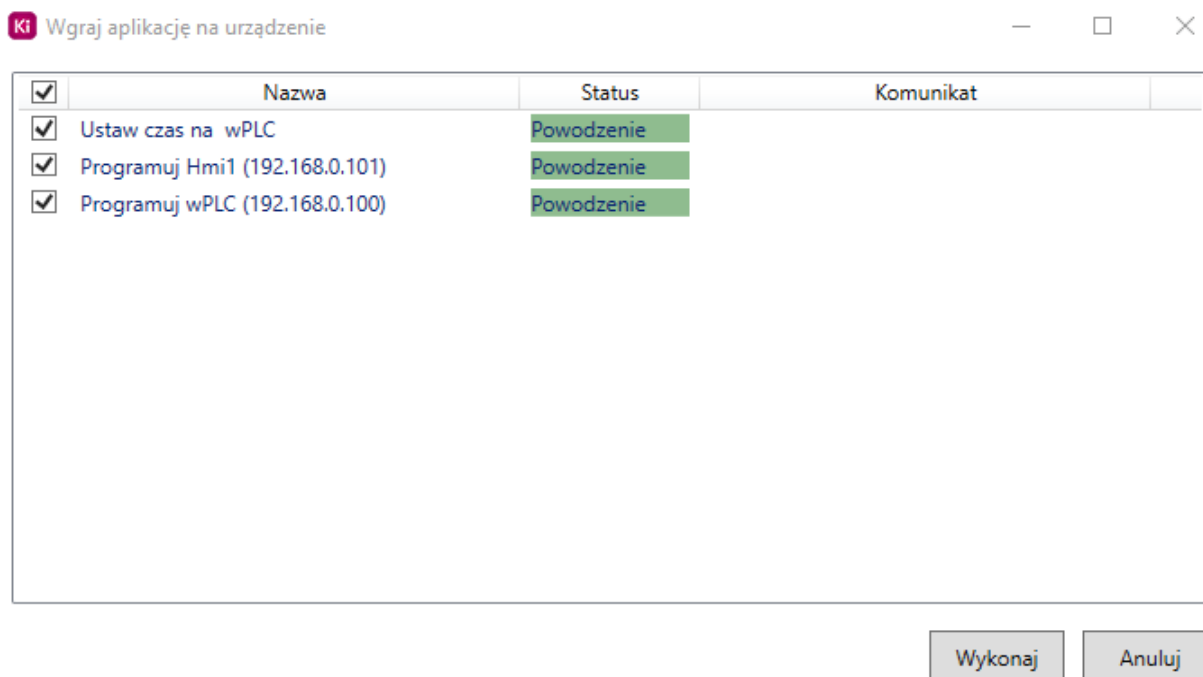 Ki Wgraj aplikację na urządzenie
Nazwa Status Komunikat
Ustaw czas na  wPLC Powodzenie
Programuj Hmi1 (192.168.0.101) Powodzenie
Programuj wPLC (192.168.0.100) Powodzenie
Wykonaj Anuluj